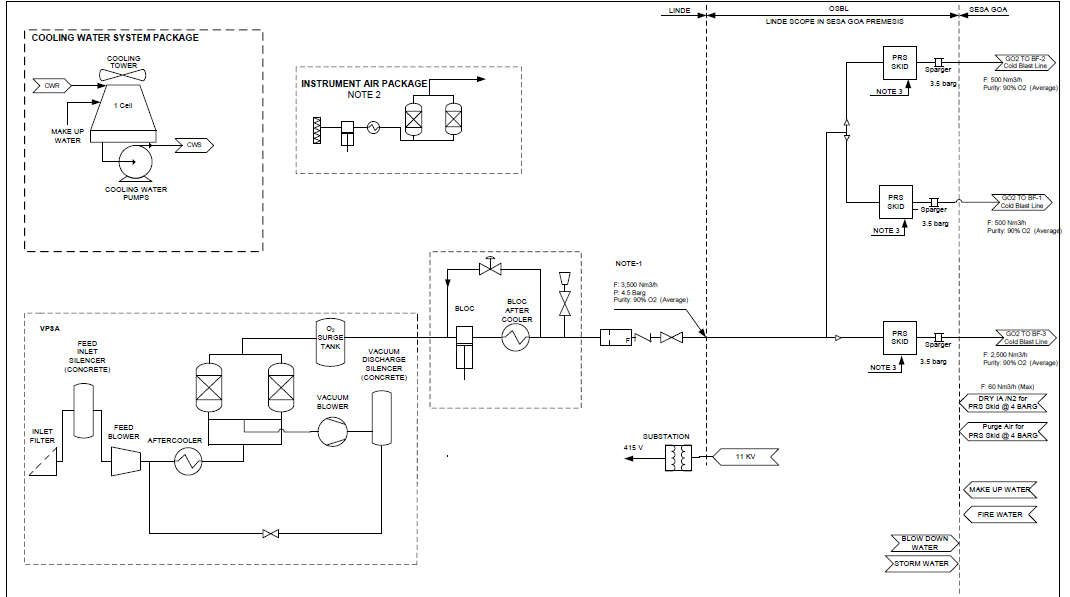 LINDE
OSBL
SESA GOA
LINDE SCOPE IN SESA GOA PREMESIS
COOLING WATER SYSTEM PACKAGE
COOLING
TOWER
CWR
1 Cell
MAKE UP
WATER
CWS
COOLING WATER
PUMPS
INSTRUMENT AIR PACKAGE
NOTE 2
PRS
SKID
Sparger
3.5 barg
NOTE 3
GO2 TO BF-2
Cold Blast Line
F: 500 Nm3/h
Purity: 90% O2 (Average)
PRS
SKID
Sparger
3.5 barg
NOTE 3
GO2 TO BF-1
Cold Blast Line
F: 500 Nm3/h
Purity: 90% O2 (Average)
NOTE-1
F: 3,500 Nm3/h
P: 4.5 Barg
Purity: 90% O2 (Average)
BLOC
BLOC
AFTER
COOLER
F
PRS
SKID
Sparger
3.5 barg
NOTE 3
GO2 TO BF-3
Cold Blast Line
F: 2,500 Nm3/h
Purity: 90% O2 (Average)
VPSA
FEED
INLET
SILENCER
(CONCRETE)
O2
SURGE
TANK
VACUUM
DISCHARGE
SILENCER
(CONCRETE)
VACUUM
BLOWER
INLET
FILTER
FEED
BLOWER
AFTERCOOLER
SUBSTATION
415 V
11 KV
F: 60 Nm3/h (Max)
DRY IA /N2 for
PRS Skid @ 4 BARG
Purge Air for
PRS Skid @ 4 BARG
MAKE UP WATER
FIRE WATER
BLOW DOWN
WATER
STORM WATER